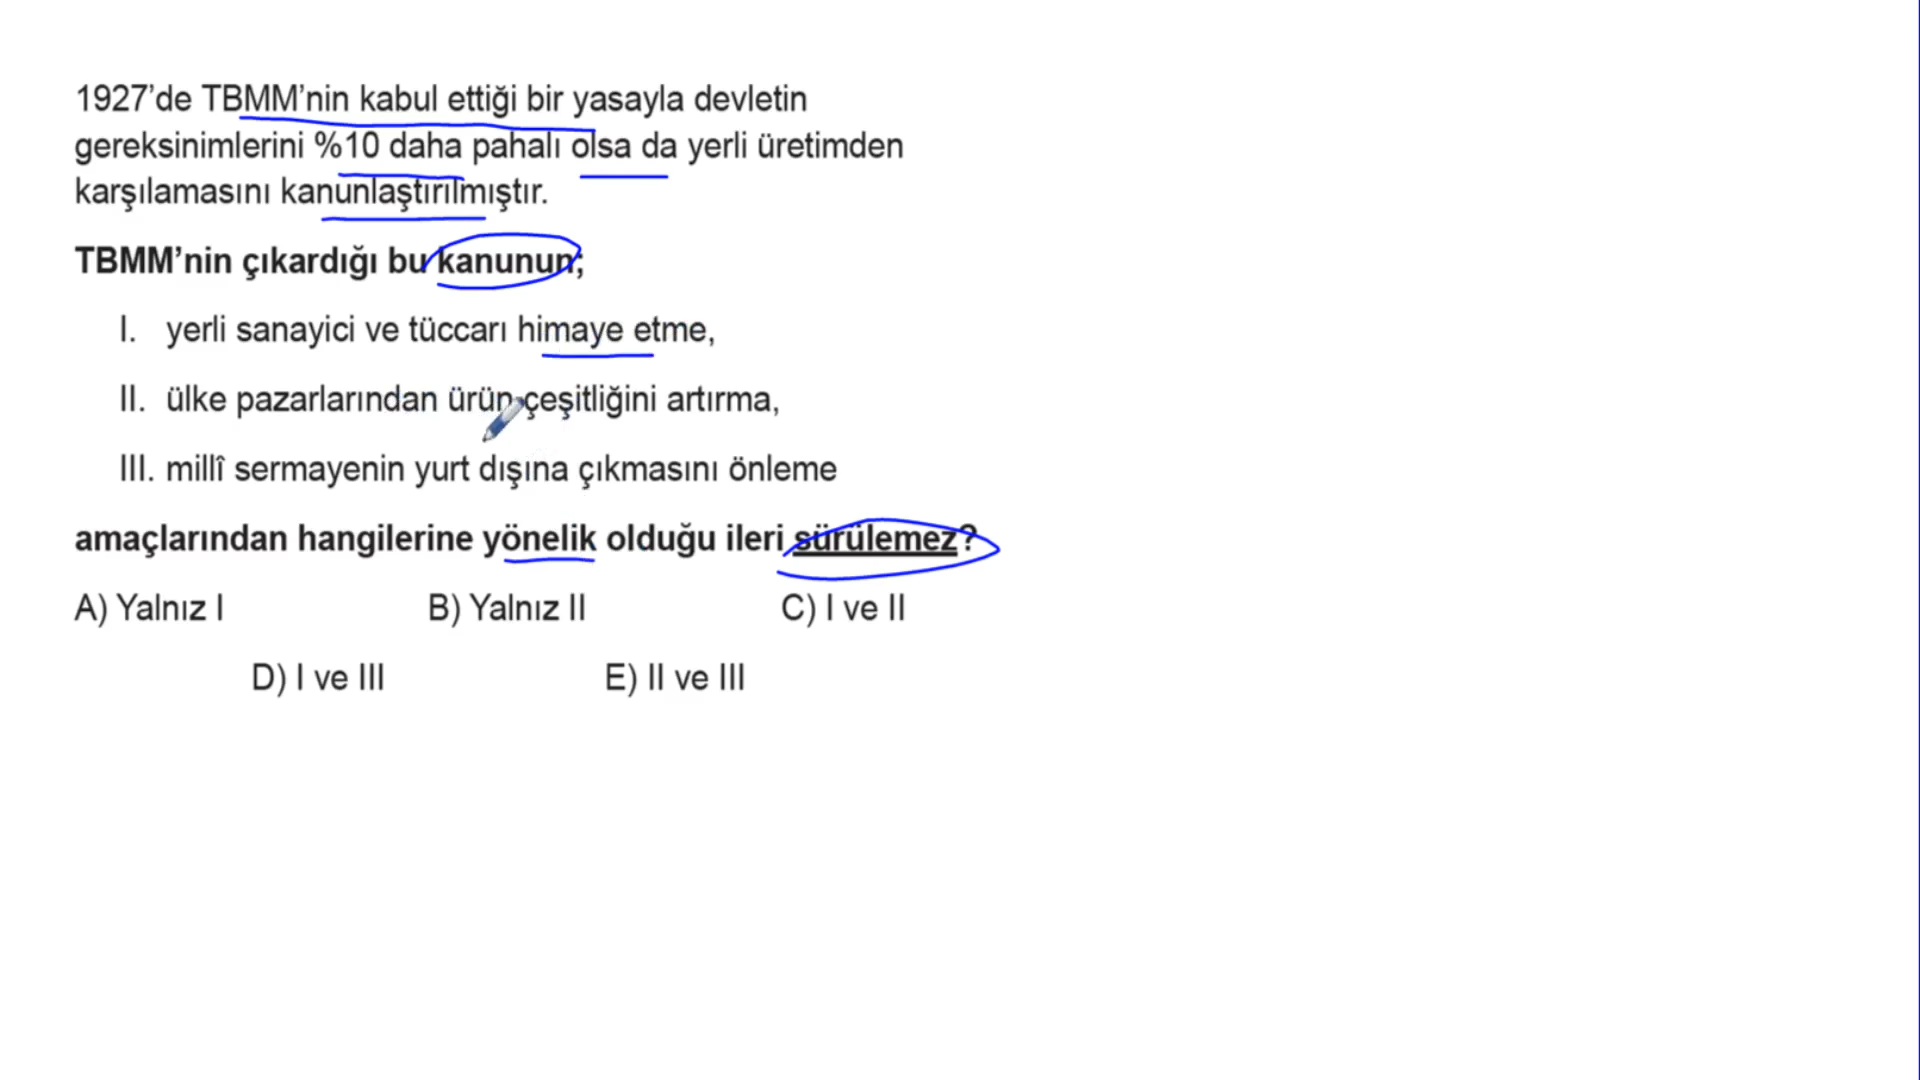 1927’de TBMM’nin kabul ettiği bir yasayla devletin
gereksinimlerini %10 daha pahalı olsa da yerli üretimden
karşılamasını kanunlaştırılmıştır.
TBMM’nin çıkardığı bu kanunun;
I. yerli sanayici ve tüccarı himaye etme,
II. ülke pazarlarından ürün çeşitliğini artırma,
III. millî sermayenin yurt dışına çıkmasını önleme
amaçlarından hangilerine yönelik olduğu ileri sürülemez?
A) Yalnız I B) Yalnız II C) I ve II
D) I ve III E) II ve III